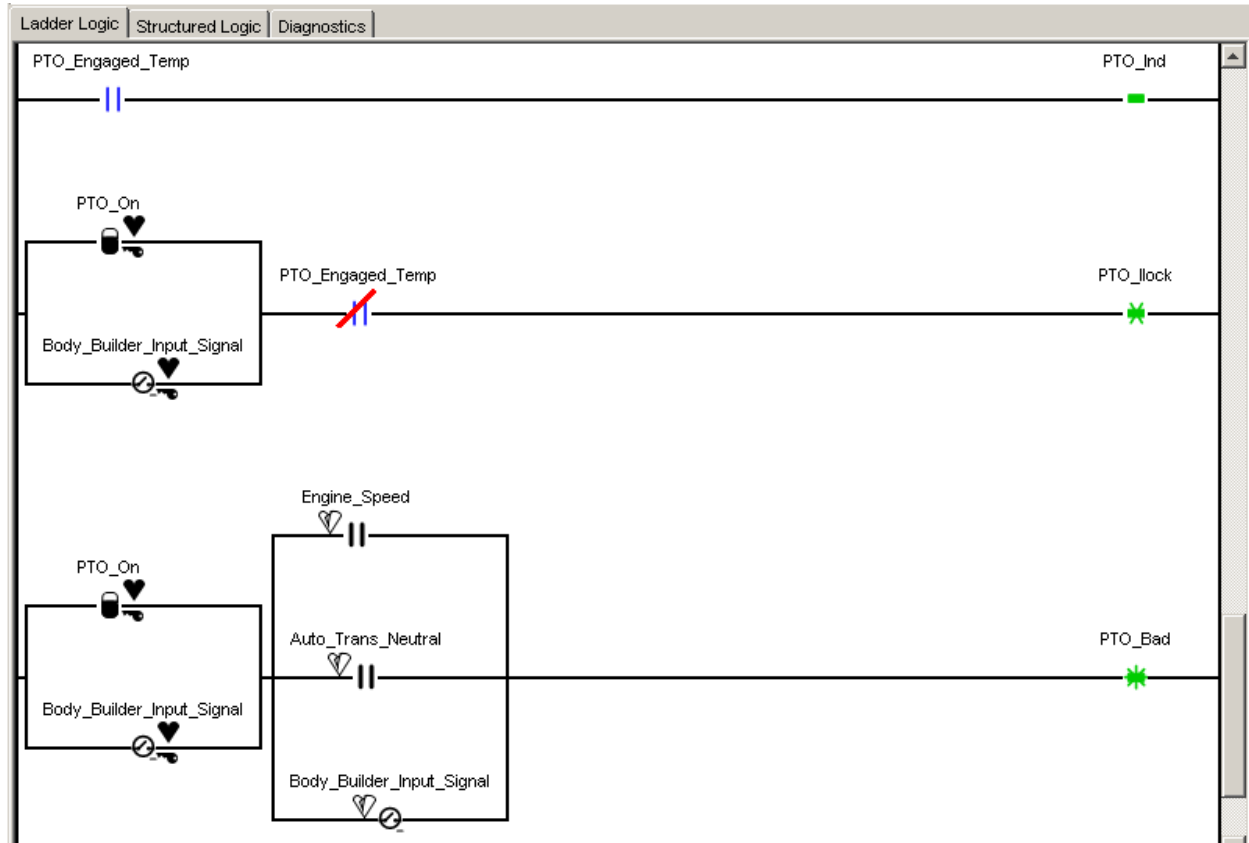 Ladder Logic Structured Logic Diagnostics
PTO_Engaged_Temp PTO_Ind
PTO_On
PTO_Engaged_Temp PTO_Ilock
Body_Builder_Input_Signal
Engine_Speed
PTO_On
Auto_Trans_Neutral PTO_Bad
Body_Builder_Input_Signal
Body_Builder_Input_Signal